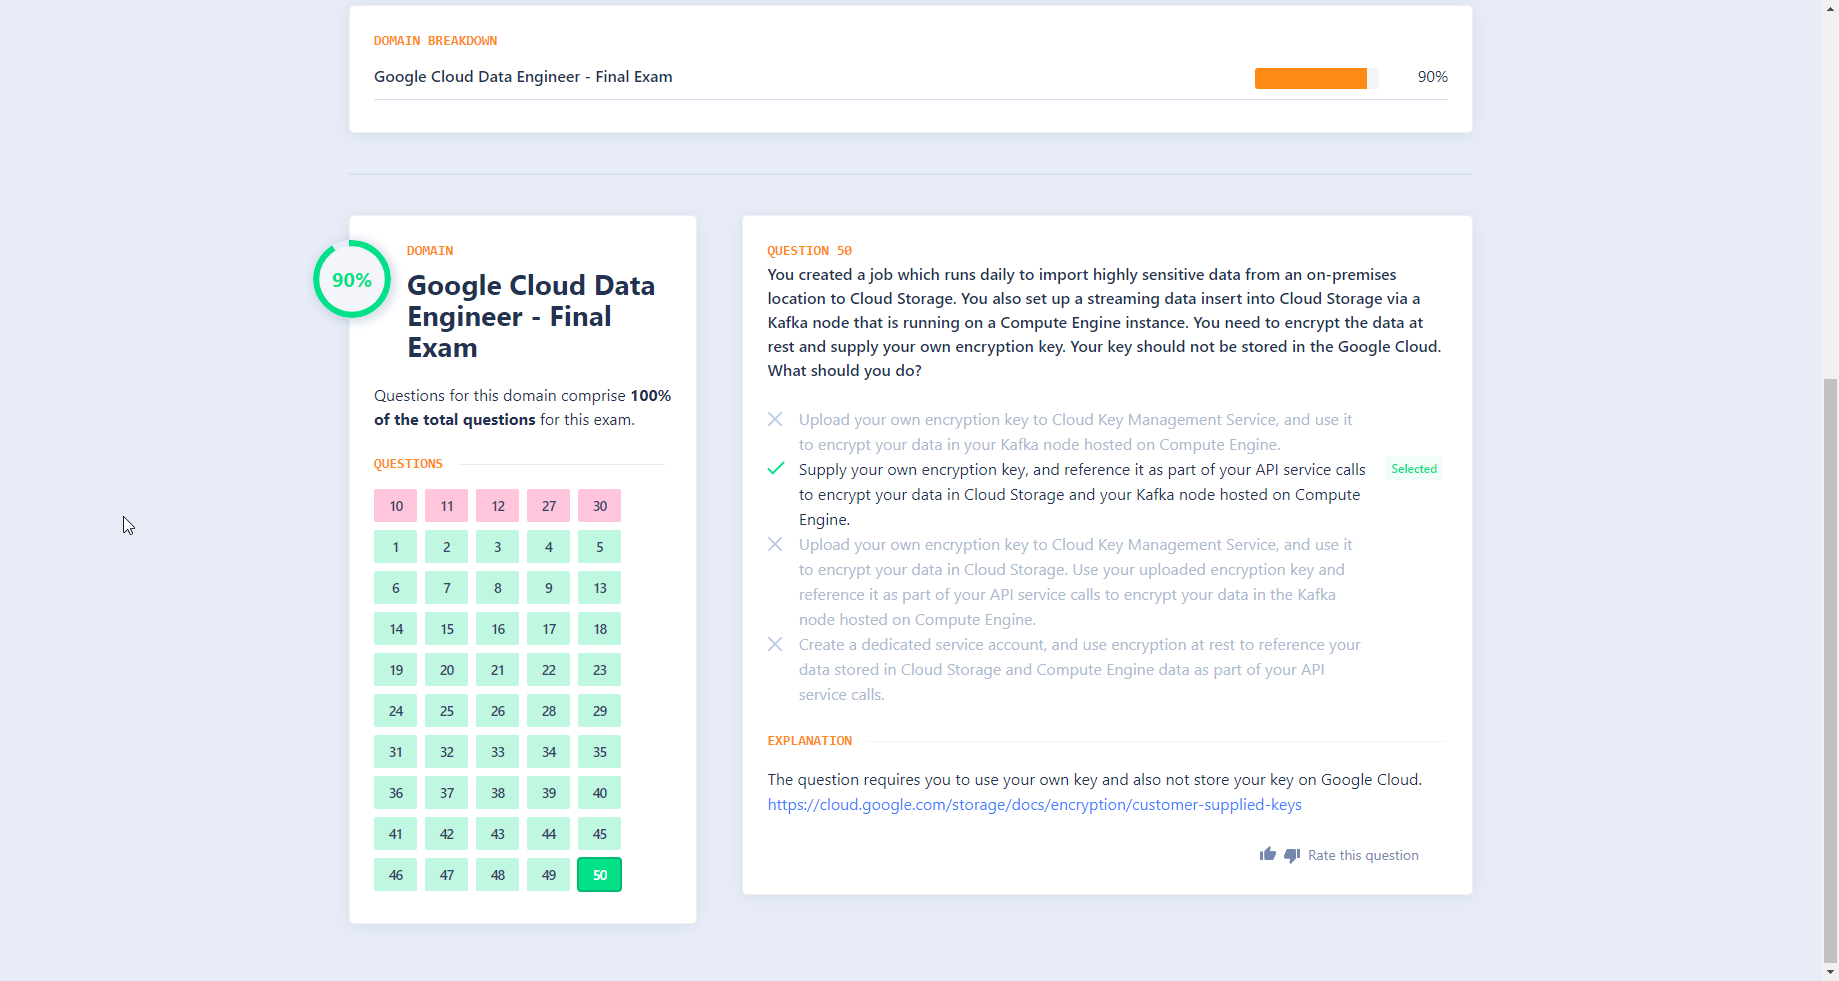 DOMAIN BREAKDOWN
Google Cloud Data Engineer - Final Exam 90%
90%
DOMAIN
Google Cloud Data
Engineer - Final
Exam
Questions for this domain comprise 100%
of the total questions for this exam.
QUESTIONS
10 11 12 27 30
1 2 3 4 5
6 7 8 9 13
14 15 16 17 18
19 20 21 22 23
24 25 26 28 29
31 32 33 34 35
36 37 38 39 40
41 42 43 44 45
46 47 48 49 50
QUESTION 50
You created a job which runs daily to import highly sensitive data from an on-premises
location to Cloud Storage. You also set up a streaming data insert into Cloud Storage via a
Kafka node that is running on a Compute Engine instance. You need to encrypt the data at
rest and supply your own encryption key. Your key should not be stored in the Google Cloud.
What should you do?
Upload your own encryption key to Cloud Key Management Service, and use it
to encrypt your data in your Kafka node hosted on Compute Engine.
Supply your own encryption key, and reference it as part of your API service calls Selected
to encrypt your data in Cloud Storage and your Kafka node hosted on Compute
Engine.
Upload your own encryption key to Cloud Key Management Service, and use it
to encrypt your data in Cloud Storage. Use your uploaded encryption key and
reference it as part of your API service calls to encrypt your data in the Kafka
node hosted on Compute Engine.
Create a dedicated service account, and use encryption at rest to reference your
data stored in Cloud Storage and Compute Engine data as part of your API
service calls.
EXPLANATION
The question requires you to use your own key and also not store your key on Google Cloud.
https://cloud.google.com/storage/docs/encryption/customer-supplied-keys
Rate this question